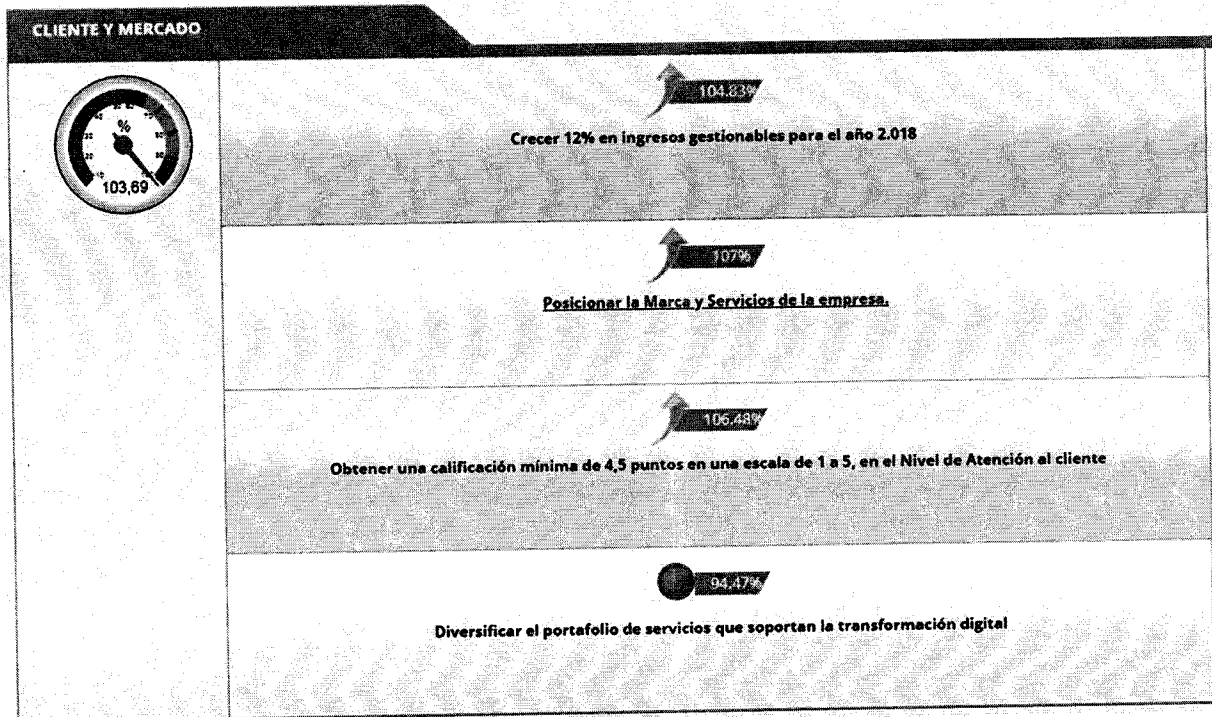 CLIENTE Y MERCADO
%
103,69
104.83%
Crecer 12% en ingresos gestionables para el año 2.018
107%
Posicionar la Marca y Servicios de la empresa.
106.48%
Obtener una calificación mínima de 4,5 puntos en una escala de 1 a 5, en el Nivel de Atención al cliente
94.47%
Diversificar el portafolio de servicios que soportan la transformación digital